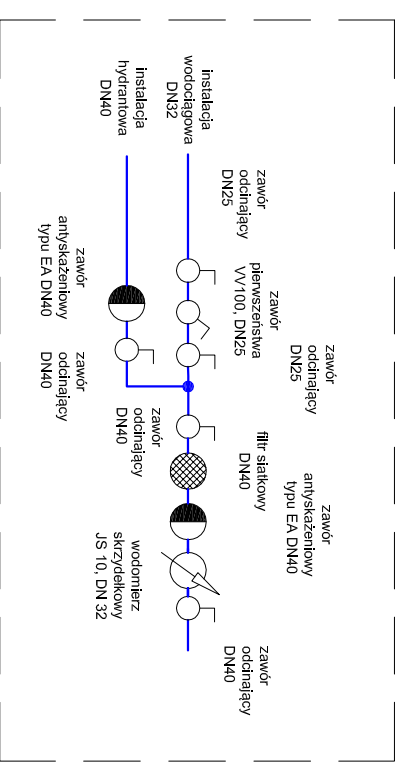 instalacja
wodociągowa
DN32
instalacja
hydrantowa
DN40
zawór
odcinający
DN25
zawór
pierwszeństwa
VV100, DN25
zawór
odcinający
DN25
zawór
antyskażeniowy
typu EA DN40
zawór
odcinający
DN40
zawór
odcinający
DN40
filtr siatkowy
DN40
zawór
antyskażeniowy
typu EA DN40
wodomierz
skrzydełkowy
JS 10, DN 32
zawór
odcinający
DN40